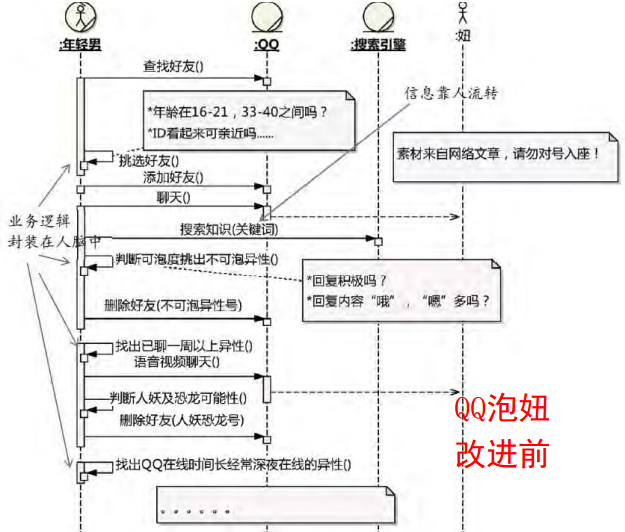 :年轻男
:QQ
:搜索引擎
:妞
查找好友()
信息靠人流转
*年龄在16-21，33-40之间吗？
*ID看起来可亲近吗......
素材来自网络文章，请勿对号入座！
挑选好友()
添加好友()
聊天()
业务逻辑
封装在人脑中
搜索知识(关键词)
判断可泡度挑出不可泡异性()
*回复积极吗？
*回复内容“哦”，“嗯”多吗？
删除好友(不可泡异性号)
找出已聊一周以上异性()
语音视频聊天()
判断人妖及恐龙可能性()
QQ泡妞
删除好友(人妖恐龙号)
改进前
找出QQ在线时间长经常深夜在线的异性()
。。。。。。